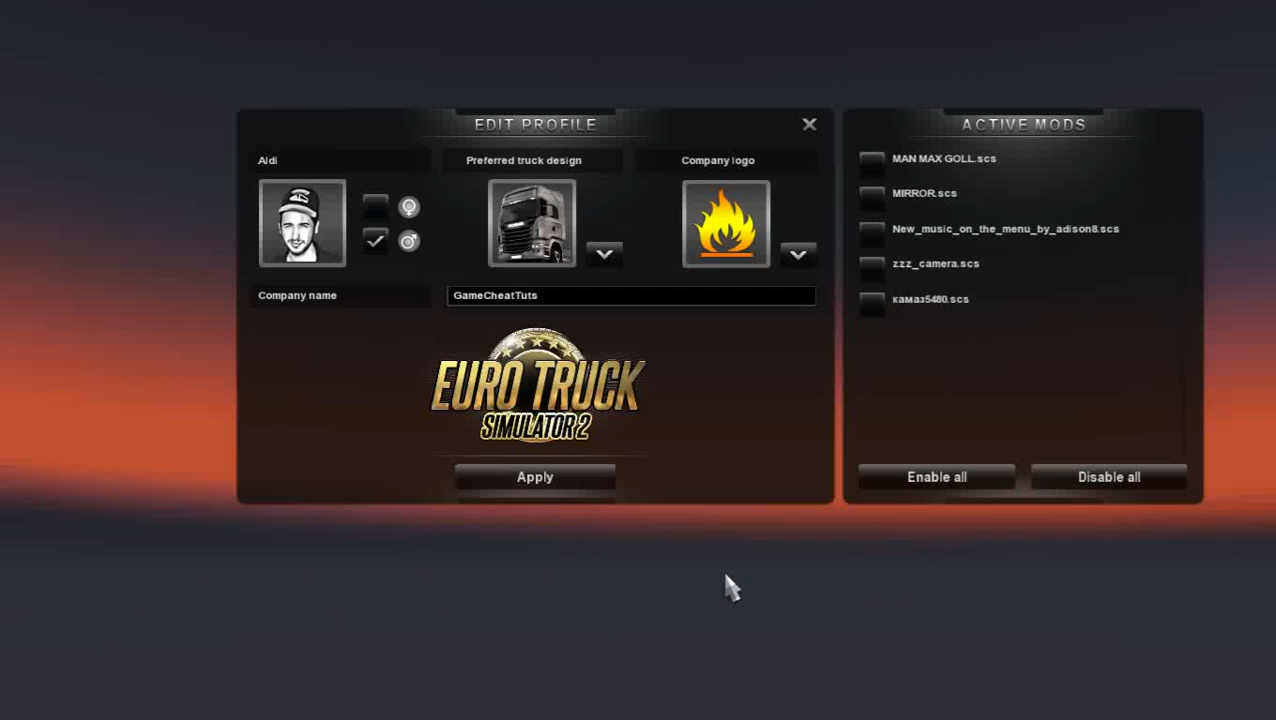 EDIT PROFILE
Aldi
Preferred truck design
Company logo
Company name
GameCheatTuts
EURO TRUCK
SIMULATOR 2
Apply
ACTIVE MODS
MAN MAX GOLL.scs
MIRROR.scs
New_music_on_the_menu_by_adison8.scs
zzz_camera.scs
камаз5480.scs
Enable all
Disable all